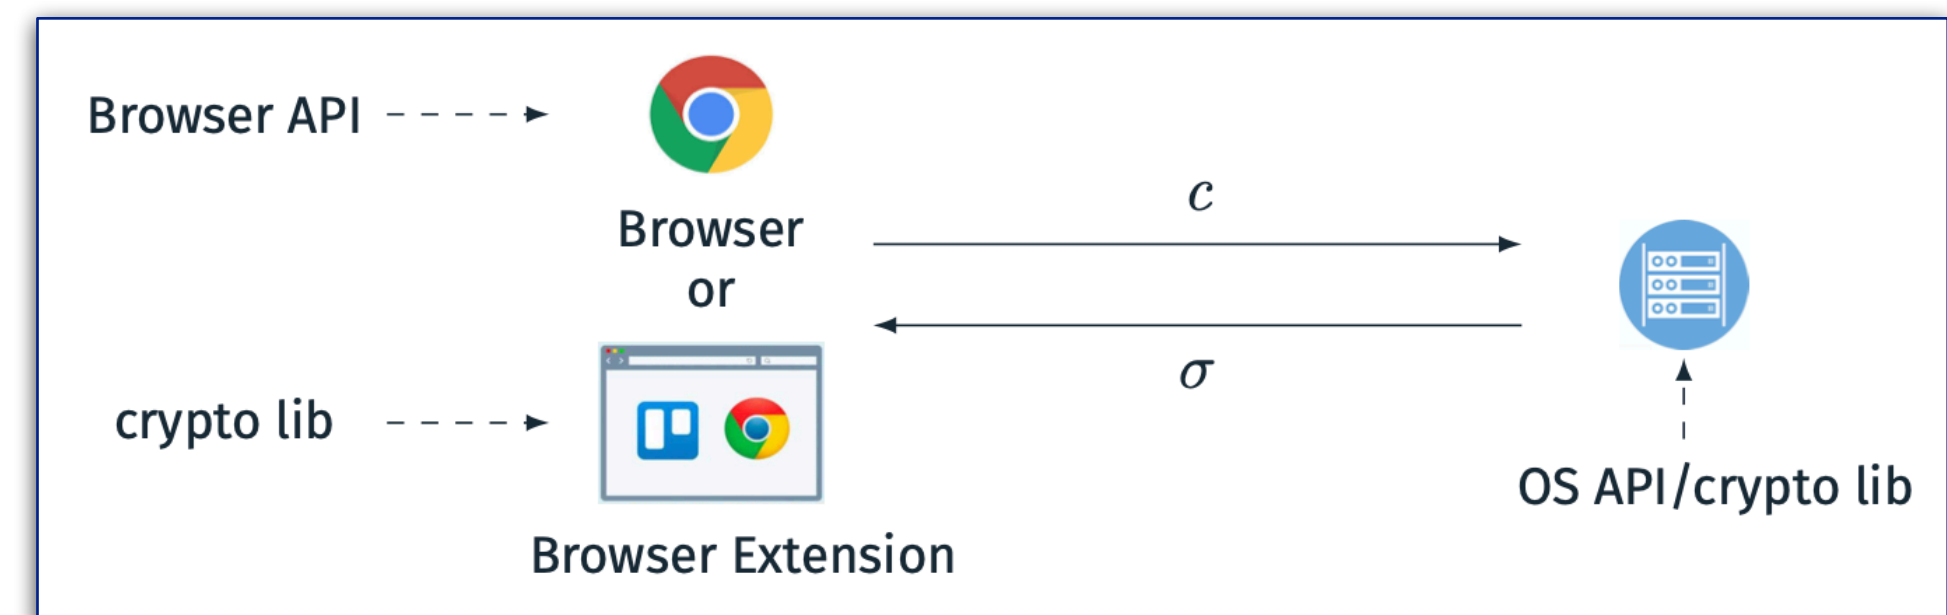 Browser API
Browser
or
c
σ
crypto lib
OS API/crypto lib
Browser Extension